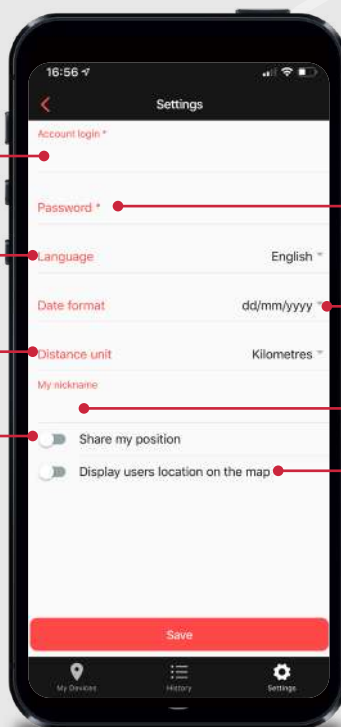 16:56
Settings
Account login *
Password *
Language English
Date format dd/mm/yyyy
Distance unit Kilometres
My nickname
Share my position
Display users location on the map
Save
My Devices History Settings